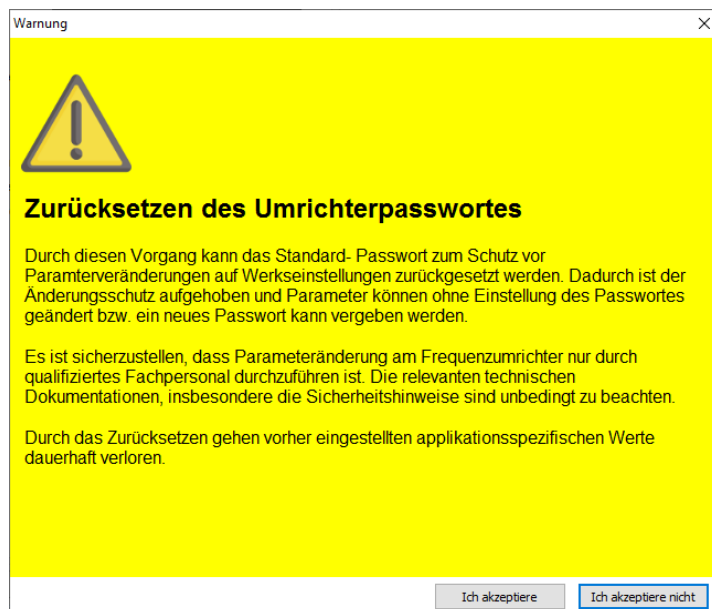 Warnung
Zurücksetzen des Umrichterpasswortes
Durch diesen Vorgang kann das Standard- Passwort zum Schutz vor
Paramterveränderungen auf Werkseinstellungen zurückgesetzt werden. Dadurch ist der
Änderungsschutz aufgehoben und Parameter können ohne Einstellung des Passwortes
geändert bzw. ein neues Passwort kann vergeben werden.
Es ist sicherzustellen, dass Parameteränderung am Frequenzumrichter nur durch
qualifiziertes Fachpersonal durchzuführen ist. Die relevanten technischen
Dokumentationen, insbesondere die Sicherheitshinweise sind unbedingt zu beachten.
Durch das Zurücksetzen gehen vorher eingestellten applikationsspezifischen Werte
dauerhaft verloren.
Ich akzeptiere
Ich akzeptiere nicht